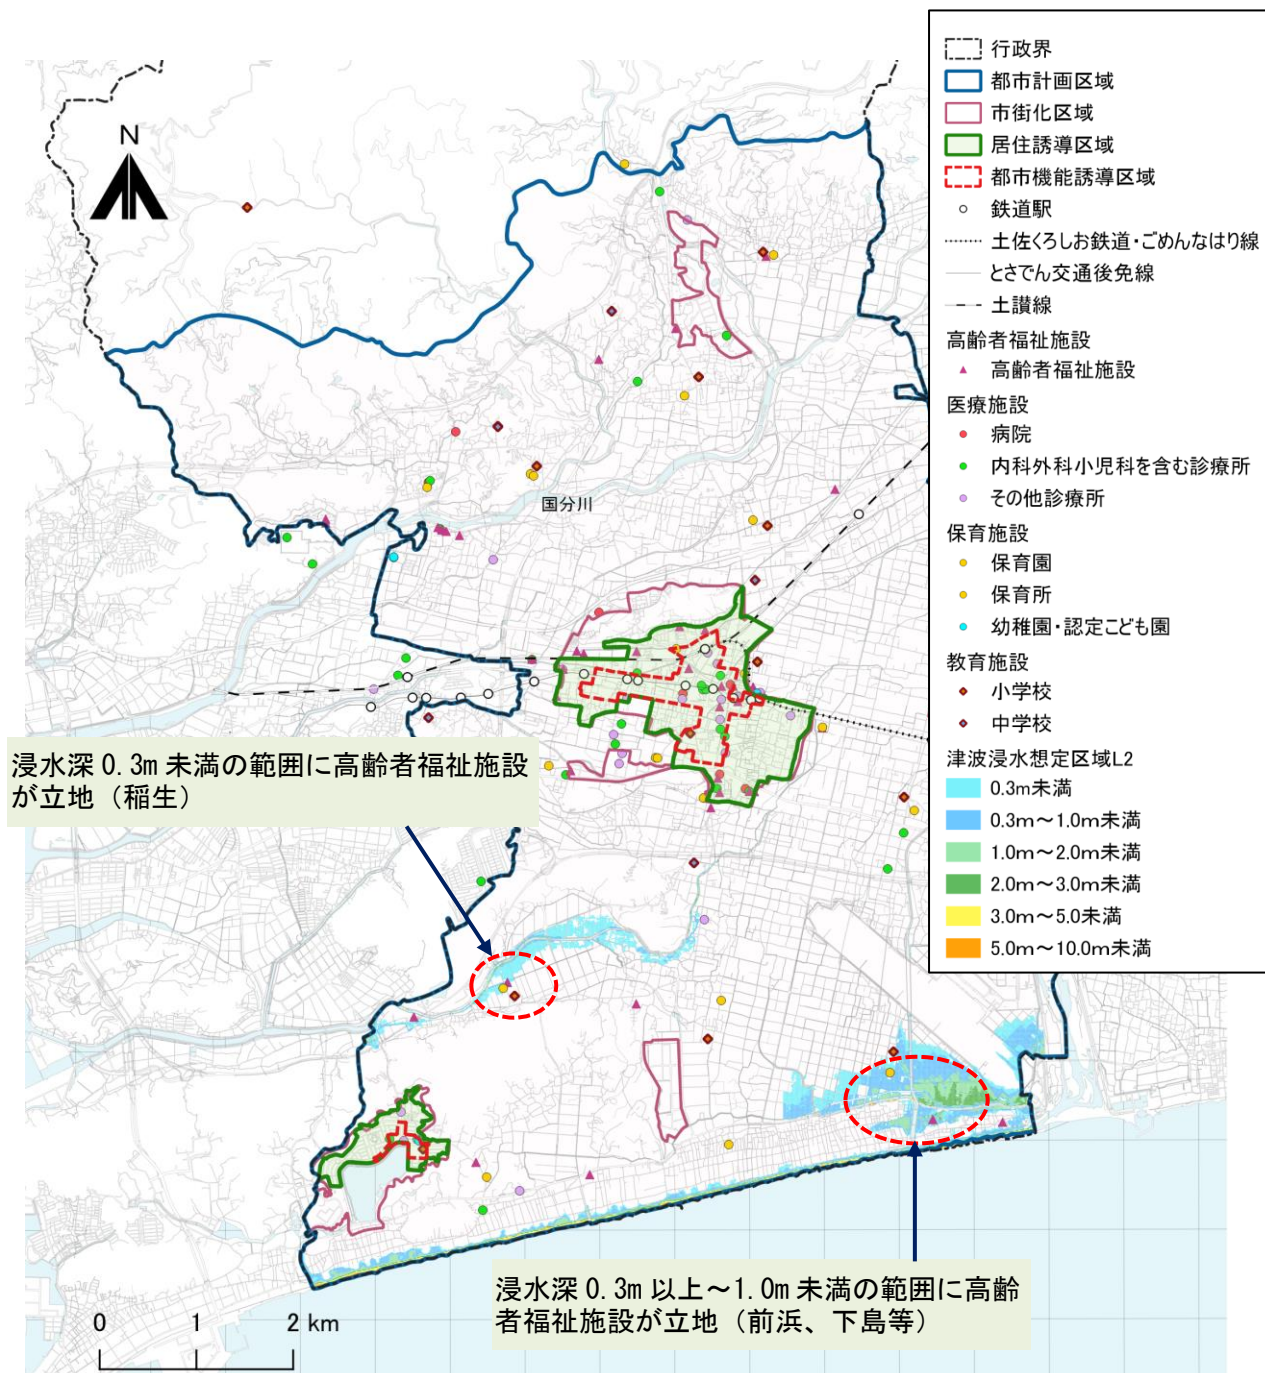 行政界
都市計画区域
市街化区域
居住誘導区域
都市機能誘導区域
鉄道駅
土佐くろしお鉄道・ごめんなはり線
とさでん交通後免線
土讃線
高齢者福祉施設
高齢者福祉施設
医療施設
病院
内科外科小児科を含む診療所
その他診療所
保育施設
保育園
保育所
幼稚園・認定こども園
教育施設
小学校
中学校
津波浸水想定区域L2
0.3m未満
0.3m～1.0m未満
1.0m～2.0m未満
2.0m～3.0m未満
3.0m～5.0未満
5.0m～10.0m未満
N
国分川
浸水深 0.3m 未満の範囲に高齢者福祉施設
が立地（稲生）
浸水深 0.3m 以上～1.0m 未満の範囲に高齢
者福祉施設が立地（前浜、下島等）
0 1 2 km